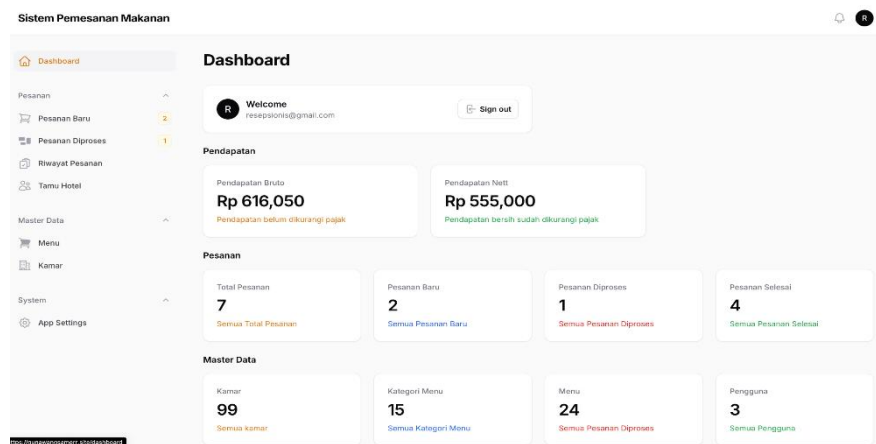 Sistem Pemesanan Makanan
R
Dashboard
Pesanan
Pesanan Baru 2
Pesanan Diproses 1
Riwayat Pesanan
Tamu Hotel
Master Data
Menu
Kamar
System
App Settings
Dashboard
R
Welcome
resepsionis@gmail.com
Sign out
Pendapatan
Pendapatan Bruto
Rp 616,050
Pendapatan belum dikurangi pajak
Pendapatan Nett
Rp 555,000
Pendapatan bersih sudah dikurangi pajak
Pesanan
Total Pesanan
7
Semua Total Pesanan
Pesanan Baru
2
Semua Pesanan Baru
Pesanan Diproses
1
Semua Pesanan Diproses
Pesanan Selesai
4
Semua Pesanan Selesai
Master Data
Kamar
99
Semua kamar
Kategori Menu
15
Semua Kategori Menu
Menu
24
Semua Pesanan Diproses
Pengguna
3
Semua Pengguna